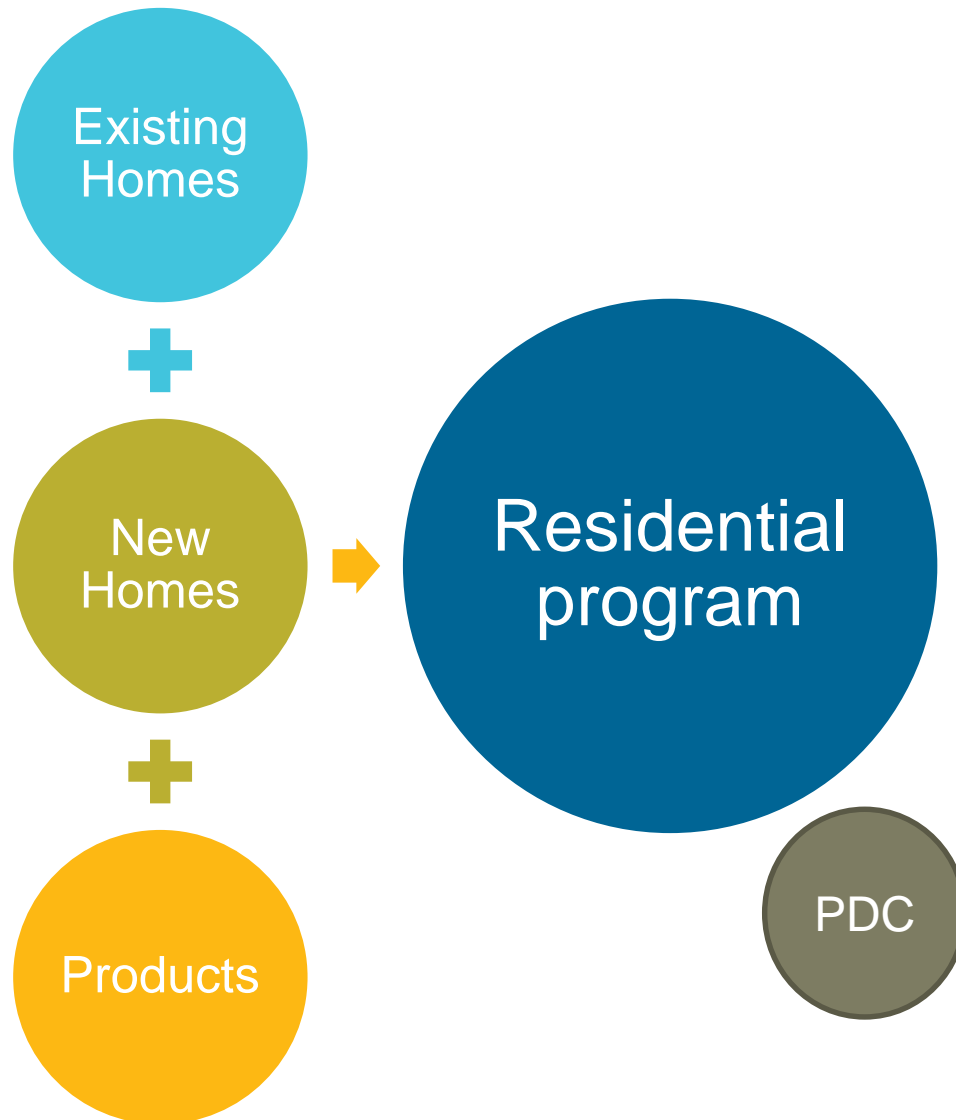 Existing
Homes
New
Homes
Residential
program
PDC
Products